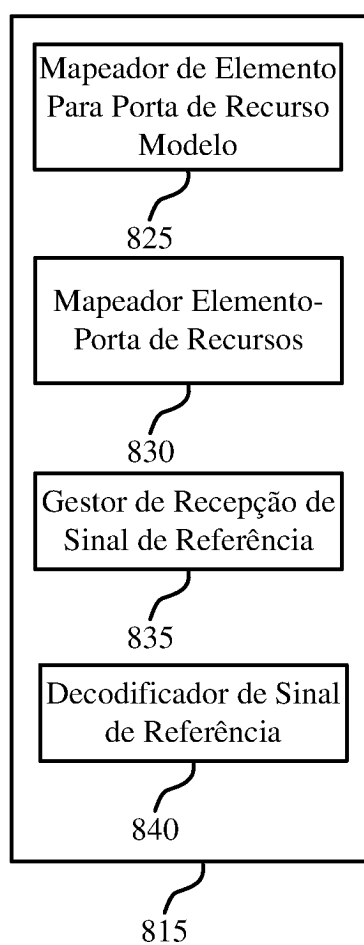 Mapeador de Elemento
Para Porta de Recurso
Modelo
825
Mapeador Elemento-
Porta de Recursos
830
Gestor de Recepção de
Sinal de Referência
835
Decodificador de Sinal
de Referência
840
815